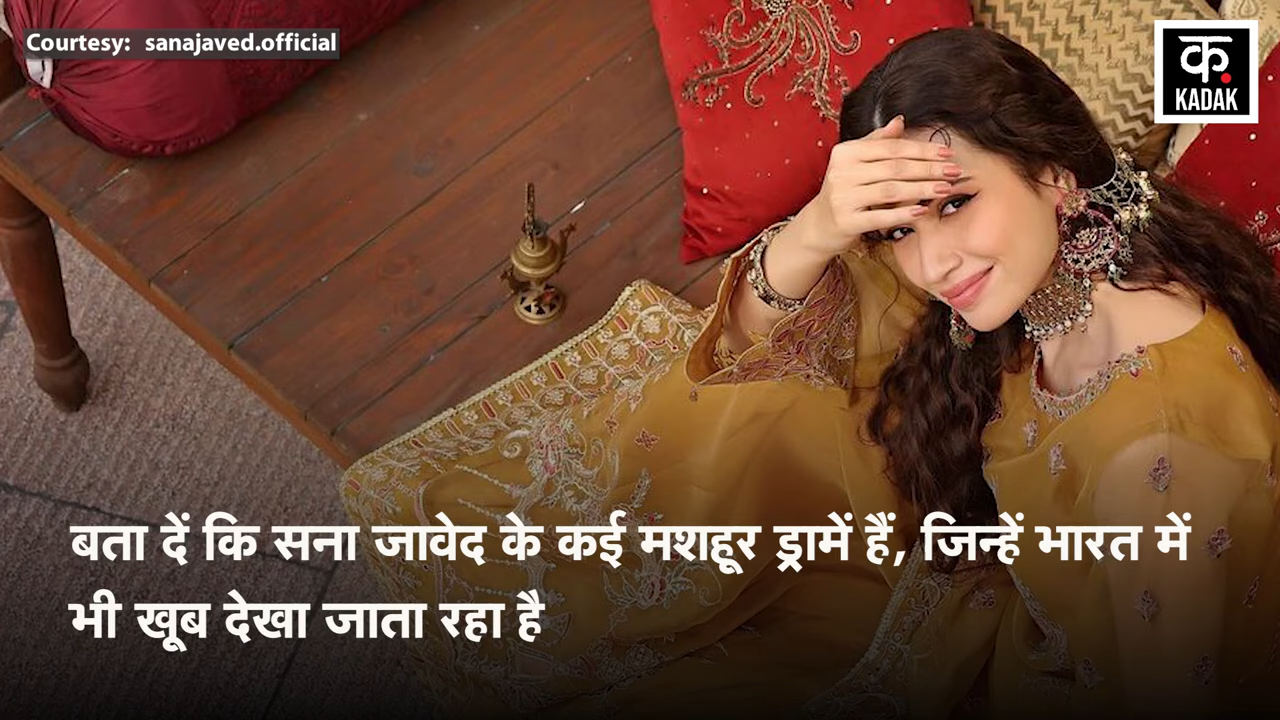 Courtesy: sanajaved.official
क
KADAK
बता दें कि सना जावेद के कई मशहूर ड्रामें हैं, जिन्हें भारत में
भी खूब देखा जाता रहा है